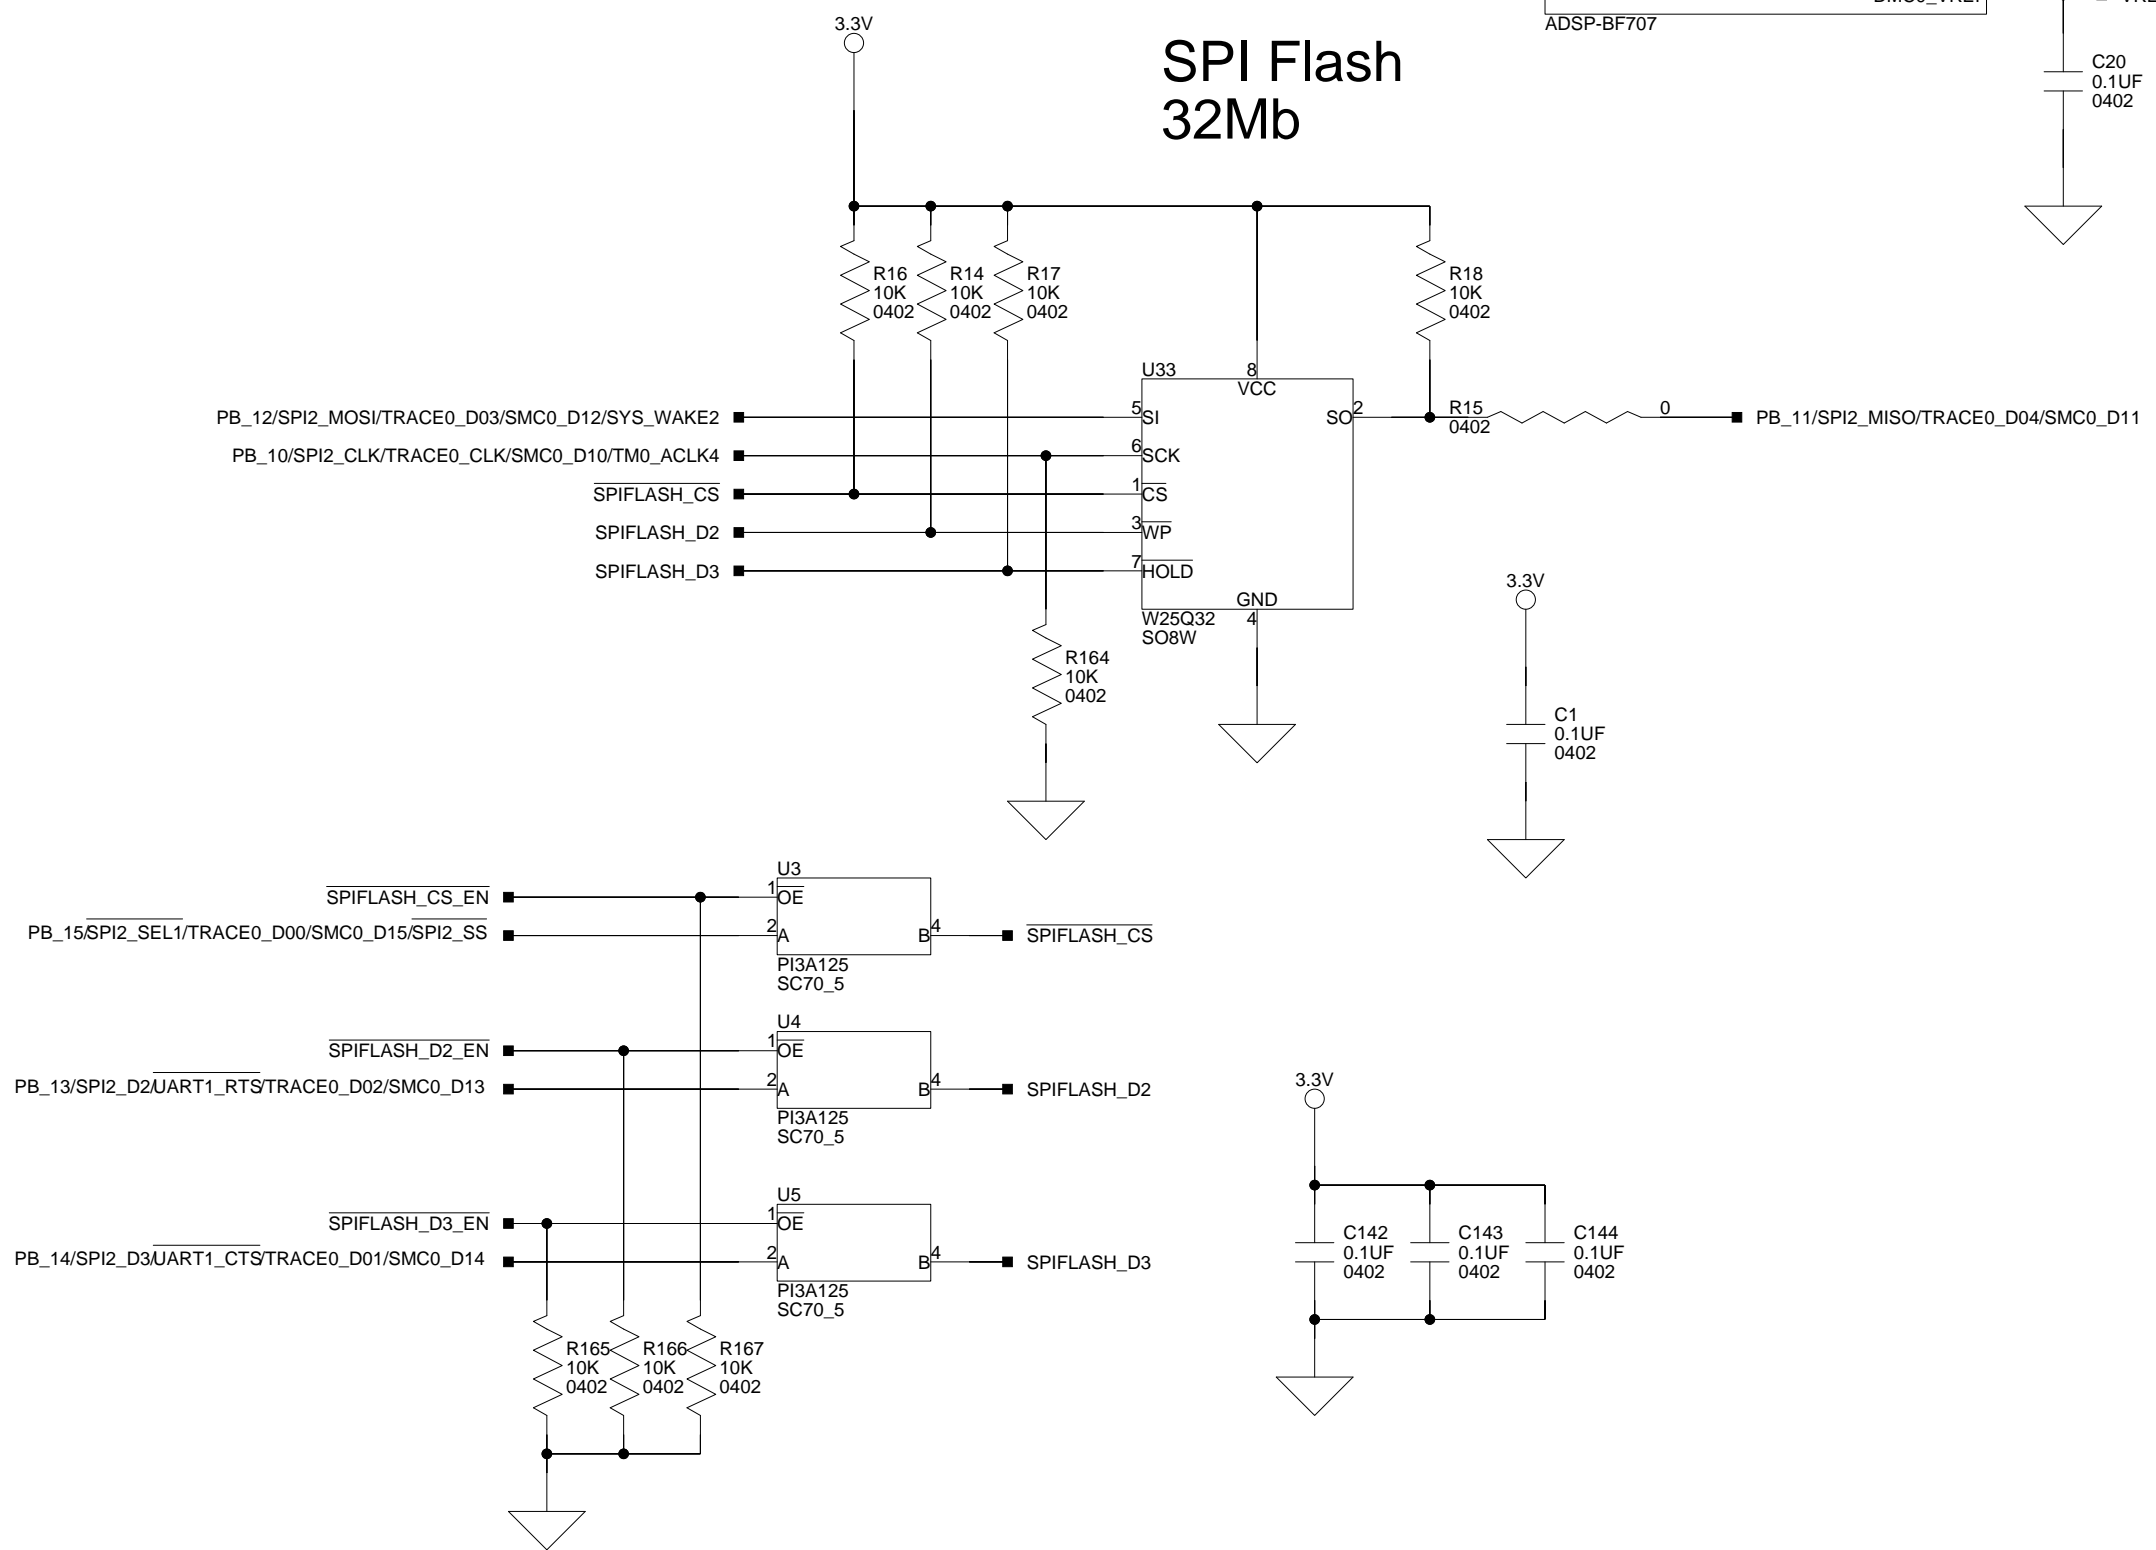 3.3V
ADSP-BF707
SPI Flash
32Mb
C20
0.1UF
0402
R16
10K
0402
R14
10K
0402
R17
10K
0402
R18
10K
0402
U33
8
VCC
PB_12/SPI2_MOSI/TRACE0_D03/SMC0_D12/SYS_WAKE2
5
SI
SO
2
R15
0402
0
PB_11/SPI2_MISO/TRACE0_D04/SMC0_D11
PB_10/SPI2_CLK/TRACE0_CLK/SMC0_D10/TM0_ACLK4
6
SCK
SPIFLASH_CS
1
CS
SPIFLASH_D2
3
WP
SPIFLASH_D3
7
HOLD
GND
4
W25Q32
SO8W
3.3V
R164
10K
0402
C1
0.1UF
0402
U3
SPIFLASH_CS_EN
1
OE
PB_15/SPI2_SEL1/TRACE0_D00/SMC0_D15/SPI2_SS
2
A
B
4
SPIFLASH_CS
PI3A125
SC70_5
U4
SPIFLASH_D2_EN
1
OE
PB_13/SPI2_D2/UART1_RTS/TRACE0_D02/SMC0_D13
2
A
B
4
SPIFLASH_D2
PI3A125
SC70_5
3.3V
U5
SPIFLASH_D3_EN
1
OE
PB_14/SPI2_D3/UART1_CTS/TRACE0_D01/SMC0_D14
2
A
B
4
SPIFLASH_D3
PI3A125
SC70_5
C142
0.1UF
0402
C143
0.1UF
0402
C144
0.1UF
0402
R165
10K
0402
R166
10K
0402
R167
10K
0402